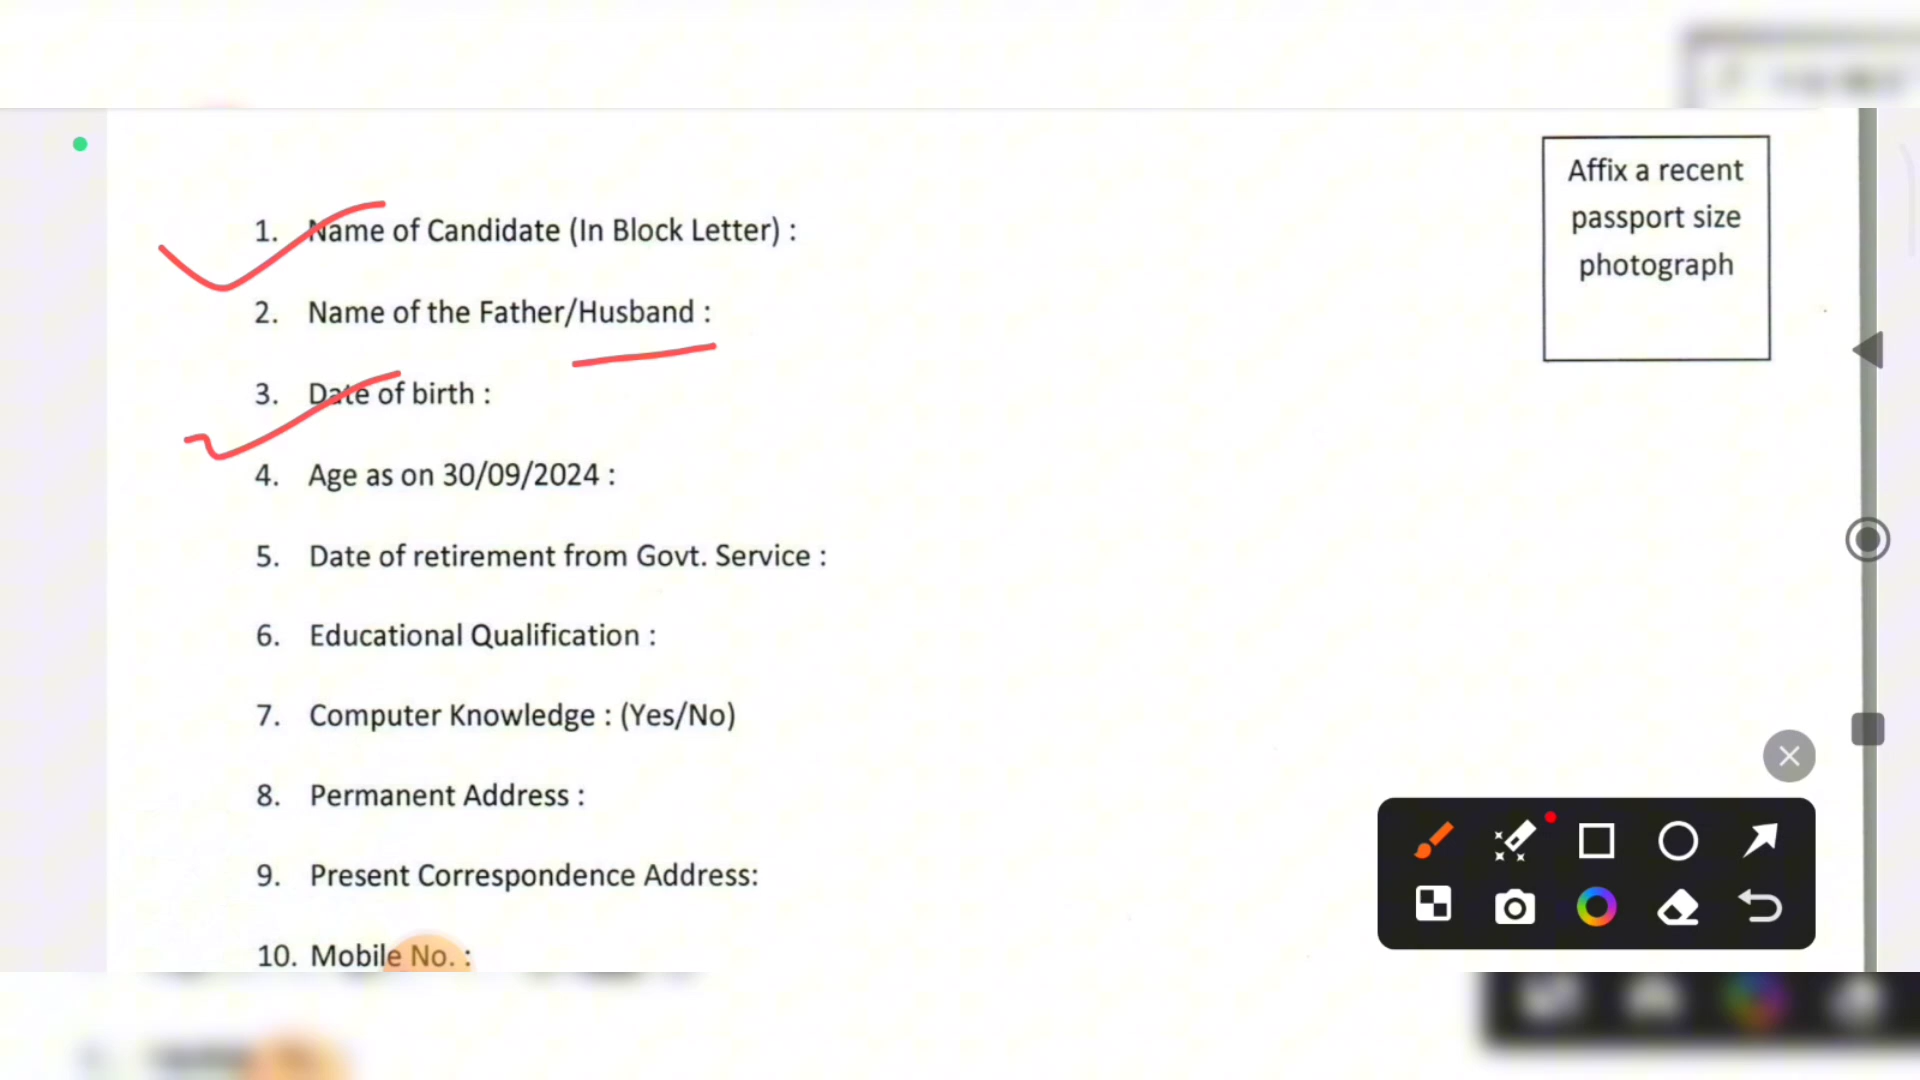 Affix a recent
passport size
photograph
1. Name of Candidate (In Block Letter) :
2. Name of the Father/Husband :
3. Date of birth :
4. Age as on 30/09/2024 :
5. Date of retirement from Govt. Service :
6. Educational Qualification :
7. Computer Knowledge : (Yes/No)
8. Permanent Address :
9. Present Correspondence Address:
10. Mobile No. :